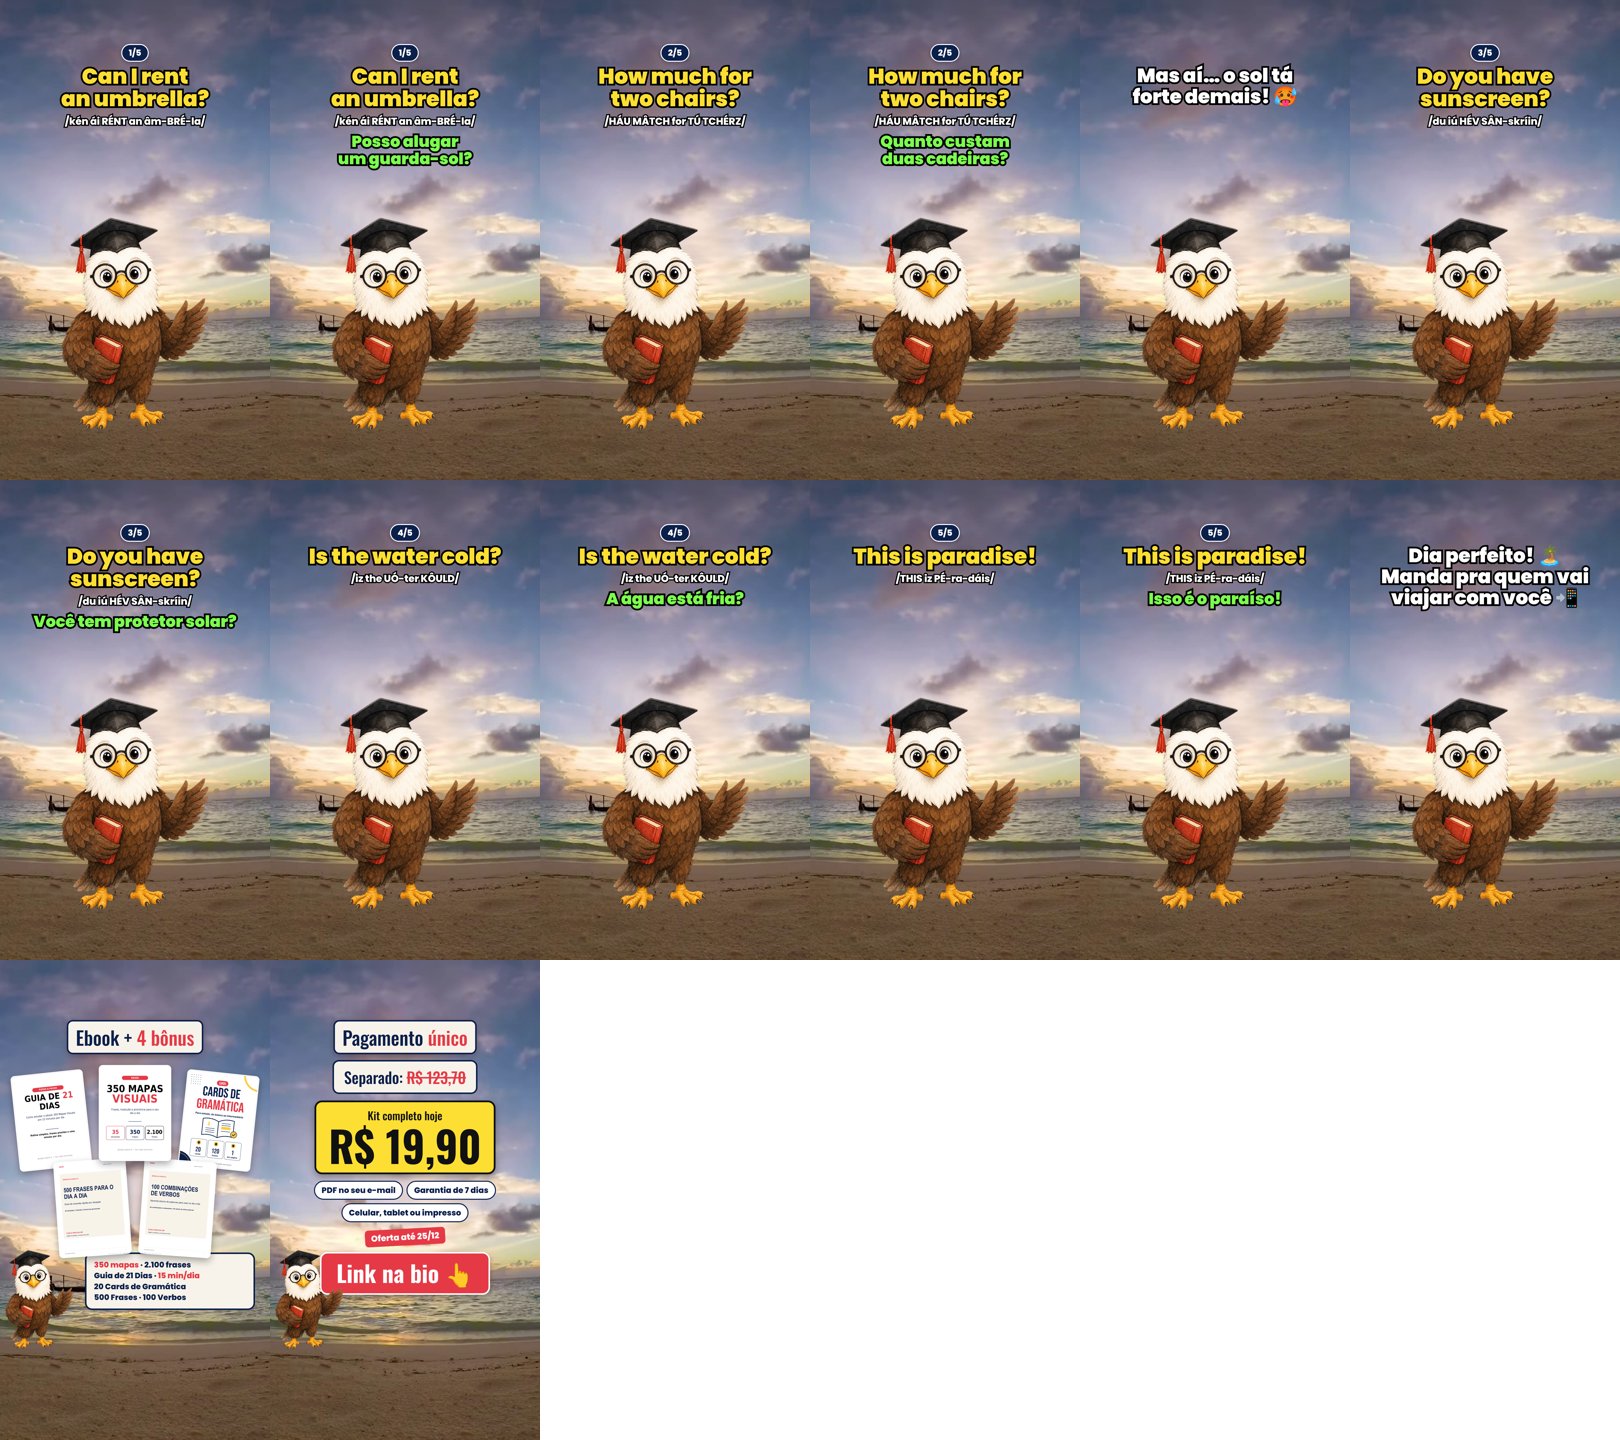 1/5
Can I rent
an umbrella?
/kén ái RÉNT an âm-BRÉ-la/
1/5
Can I rent
an umbrella?
/kén ái RÉNT an âm-BRÉ-la/
Posso alugar
um guarda-sol?
2/5
How much for
two chairs?
/HÁU MÂTCH for TÚ TCHÉRZ/
2/5
How much for
two chairs?
/HÁU MÂTCH for TÚ TCHÉRZ/
Quanto custam
duas cadeiras?
Mas aí... o sol tá
forte demais! 🥵
3/5
Do you have
sunscreen?
/du iú HÉV SÂN-skríin/
3/5
Do you have
sunscreen?
/du iú HÉV SÂN-skríin/
Você tem protetor solar?
4/5
Is the water cold?
/iz the UÓ-ter KÔULD/
4/5
Is the water cold?
/iz the UÓ-ter KÔULD/
A água está fria?
5/5
This is paradise!
/THIS iz PÉ-ra-dáis/
5/5
This is paradise!
/THIS iz PÉ-ra-dáis/
Isso é o paraíso!
Dia perfeito! 🏝️
Manda pra quem vai
viajar com você 📲
Ebook + 4 bônus
GUIA DE 21
DIAS
350 MAPAS
VISUAIS
35 350 2.100
CARDS DE
GRAMÁTICA
20 120 1
500 FRASES PARA O
DIA A DIA
100 COMBINAÇÕES
DE VERBOS
350 mapas · 2.100 frases
Guia de 21 Dias · 15 min/dia
20 Cards de Gramática
500 Frases · 100 Verbos
Pagamento único
Separado: R$ 123,70
Kit completo hoje
R$ 19,90
PDF no seu e-mail
Garantia de 7 dias
Celular, tablet ou impresso
Oferta até 25/12
Link na bio 👆